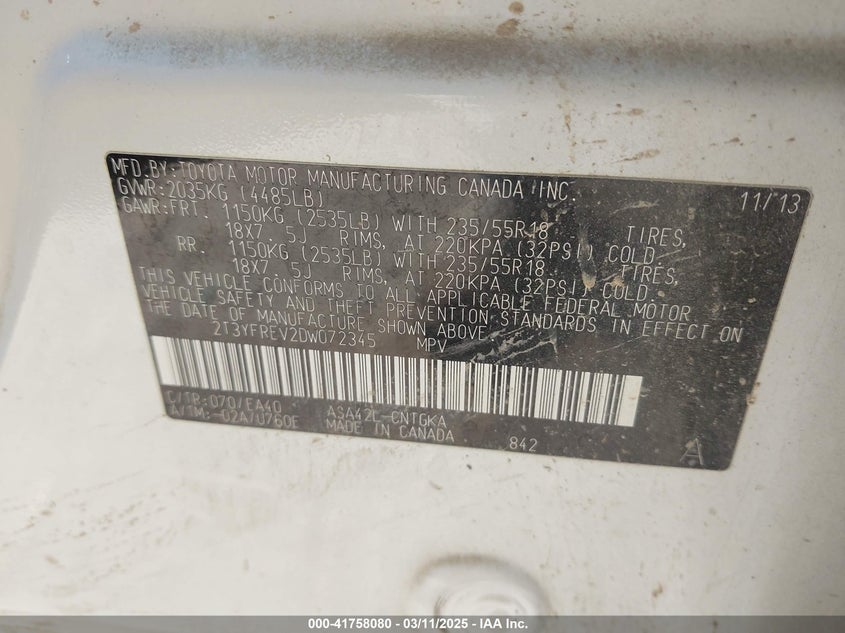 MFD. BY: TOYOTA MOTOR MANUFACTURING CANADA INC. 11/13
GVWR: 2035KG (4485LB)
GAWR: FRT. 1150KG (2535LB) WITH 235/55R18 TIRES,
18X7. 5J RIMS, AT 220KPA (32PSI) COLD.
RR. 1150KG (2535LB) WITH 235/55R18 TIRES,
18X7. 5J RIMS, AT 220KPA (32PSI) COLD.
THIS VEHICLE CONFORMS TO ALL APPLICABLE FEDERAL MOTOR
VEHICLE SAFETY AND THEFT PREVENTION STANDARDS IN EFFECT ON
THE DATE OF MANUFACTURE SHOWN ABOVE.
2T3YFREV2DW072345 MPV
C/TR: 070/EA40 ASA42L-CNTGKA
A/TM: -02A/U760E MADE IN CANADA 842 A
000-41758080 - 03/11/2025 - IAA Inc.